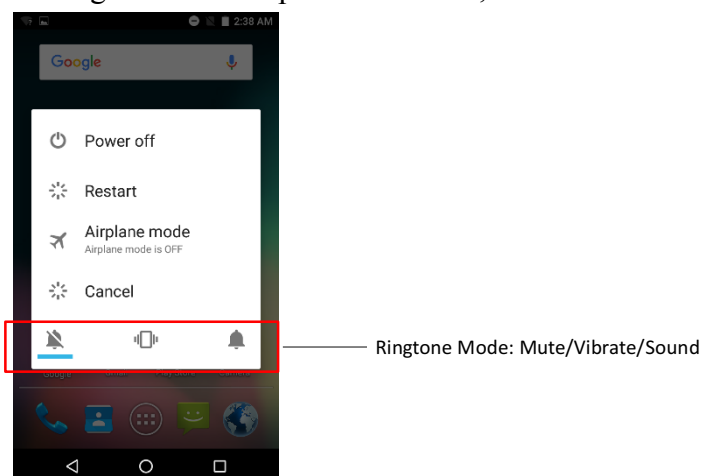 2:38 AM
Google
Power off
Restart
Airplane mode
Airplane mode is OFF
Cancel
Ringtone Mode: Mute/Vibrate/Sound
Google